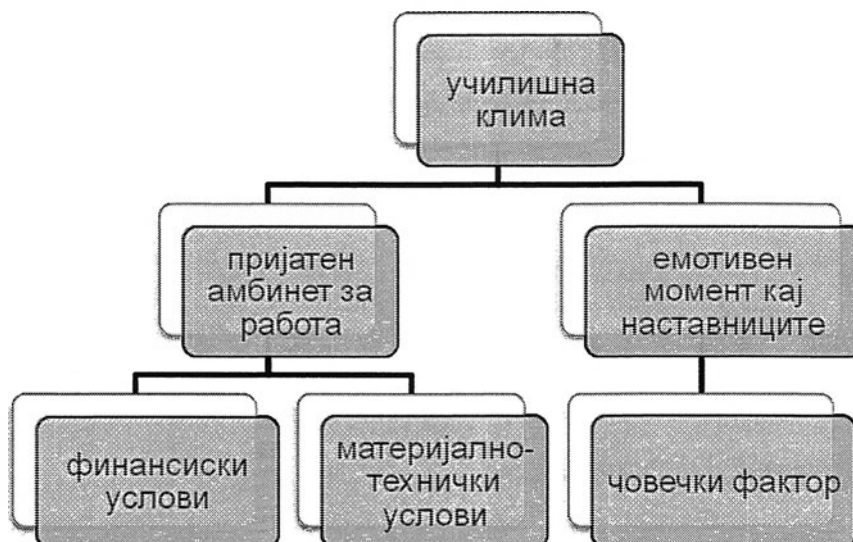 училишна
клима
пријатен
амбинет за
работа
емотивен
момент кај
наставниците
финансиски
услови
материјално-
технички
услови
човечки фактор